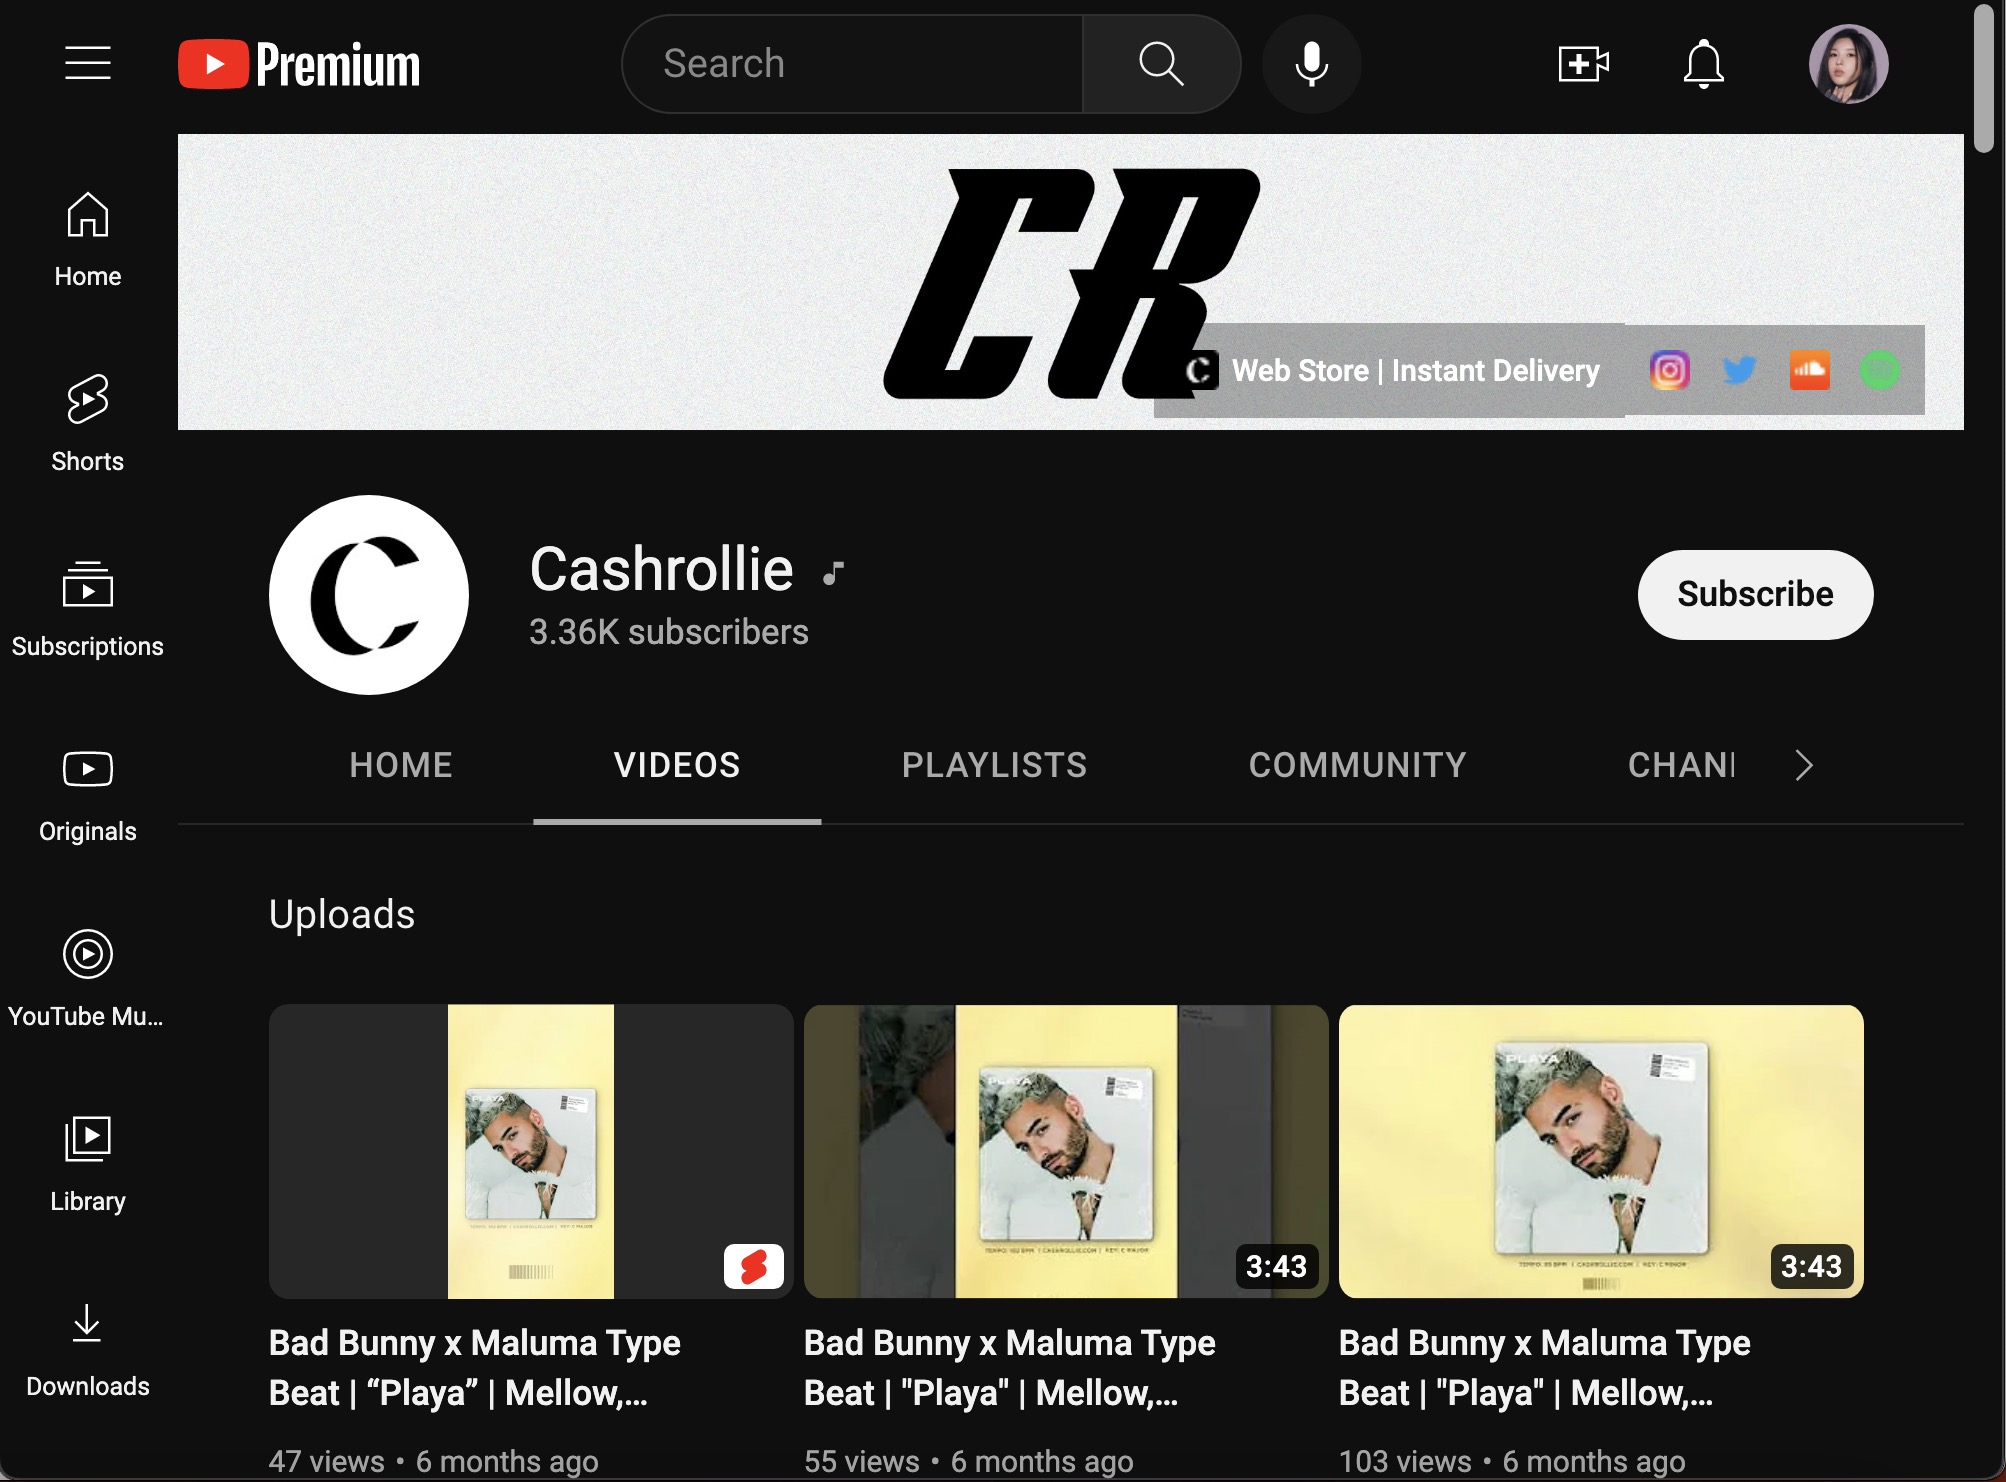 Premium
Search
CR
C Web Store | Instant Delivery
Home
Shorts
Subscriptions
Originals
YouTube Mu...
Library
Downloads
C
Cashrollie
3.36K subscribers
Subscribe
HOME VIDEOS PLAYLISTS COMMUNITY
Uploads
PLAYA
PLAYA
PLAYA
3:43
3:43
Bad Bunny x Maluma Type
Beat | “Playa” | Mellow,...
47 views • 6 months ago
Bad Bunny x Maluma Type
Beat | "Playa" | Mellow,...
55 views • 6 months ago
Bad Bunny x Maluma Type
Beat | "Playa" | Mellow,...
103 views • 6 months ago